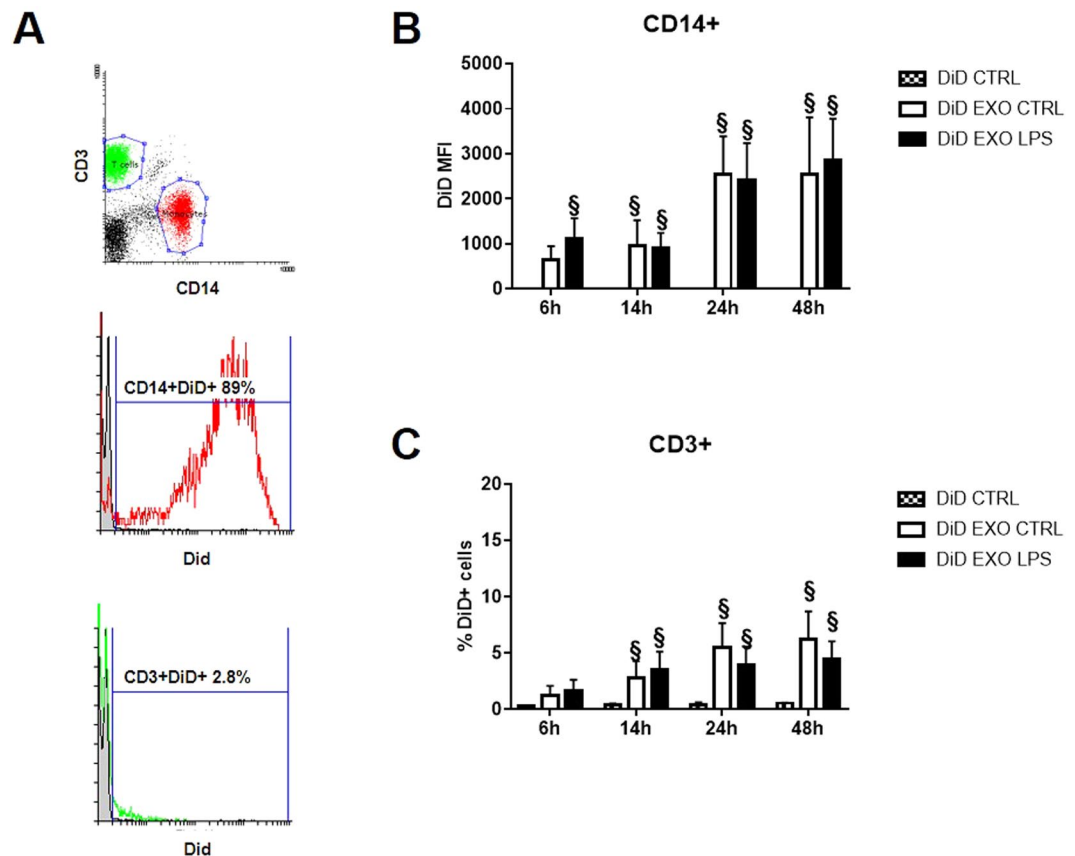 A
10000
CD3
T cells
Monocytes
10000
CD14
CD14+DiD+ 89%
Did
CD3+DiD+ 2.8%
Did
B
CD14+
DiD MFI
5000
4000
3000
2000
1000
0
§
§ §
§ §
§ §
6h 14h 24h 48h
DiD CTRL
DiD EXO CTRL
DiD EXO LPS
C
CD3+
% DiD+ cells
20
15
10
5
0
§ §
§ §
§ §
6h 14h 24h 48h
DiD CTRL
DiD EXO CTRL
DiD EXO LPS